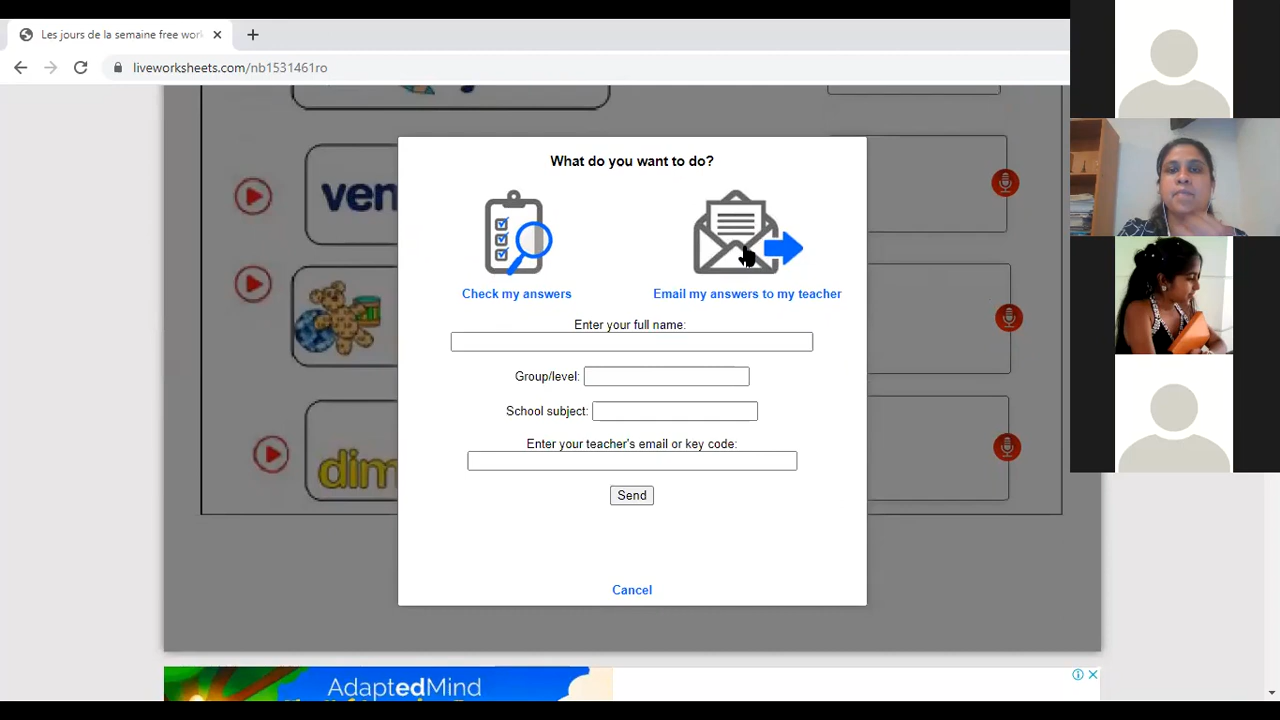 Les jours de la semaine free wor
liveworksheets.com/nb1531461ro
What do you want to do?
ven
Check my answers
Email my answers to my teacher
Enter your full name:
Group/level:
School subject:
Enter your teacher's email or key code:
dim
Send
Cancel
AdaptedMind